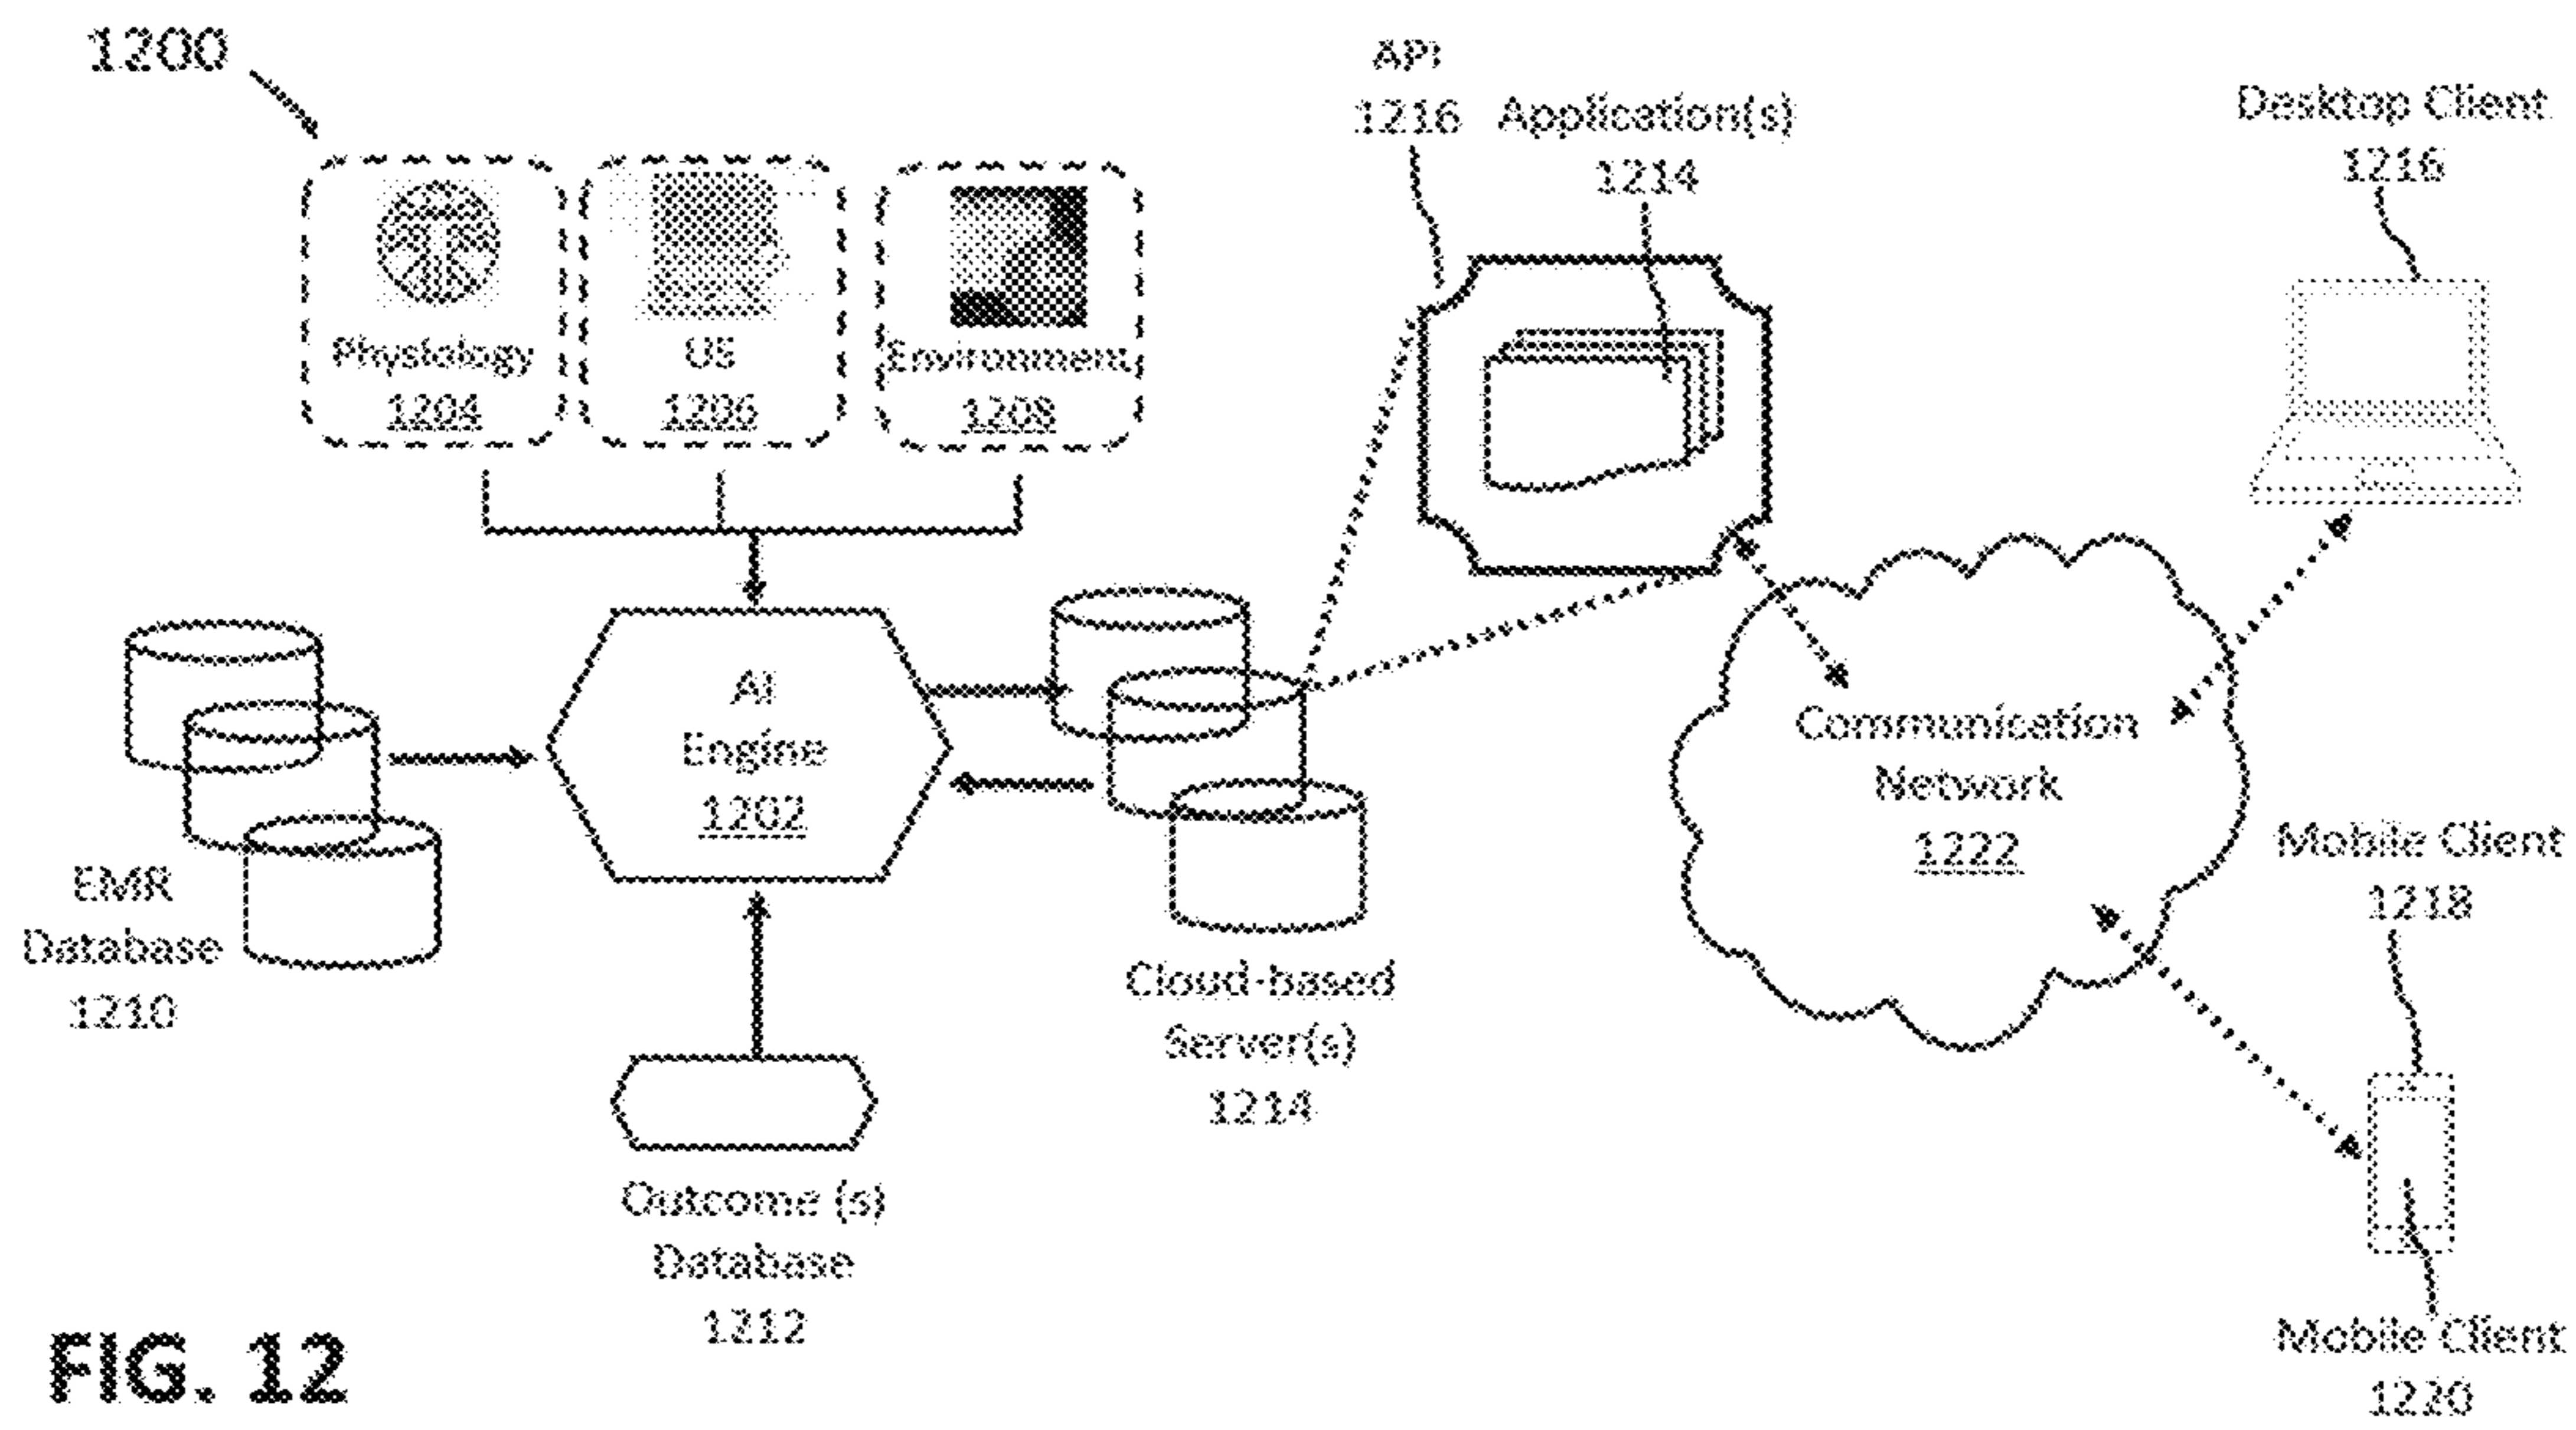 1200
API
1216
Application(s)
1214
Desktop Client
1216
Physiology
1204
US
1206
Environment
1208
AI
Engine
1202
Communication
Network
1222
Mobile Client
1218
EMR
Database
1210
Cloud-based
Server(s)
1214
Outcome (s)
Database
1212
Mobile Client
1220
FIG. 12